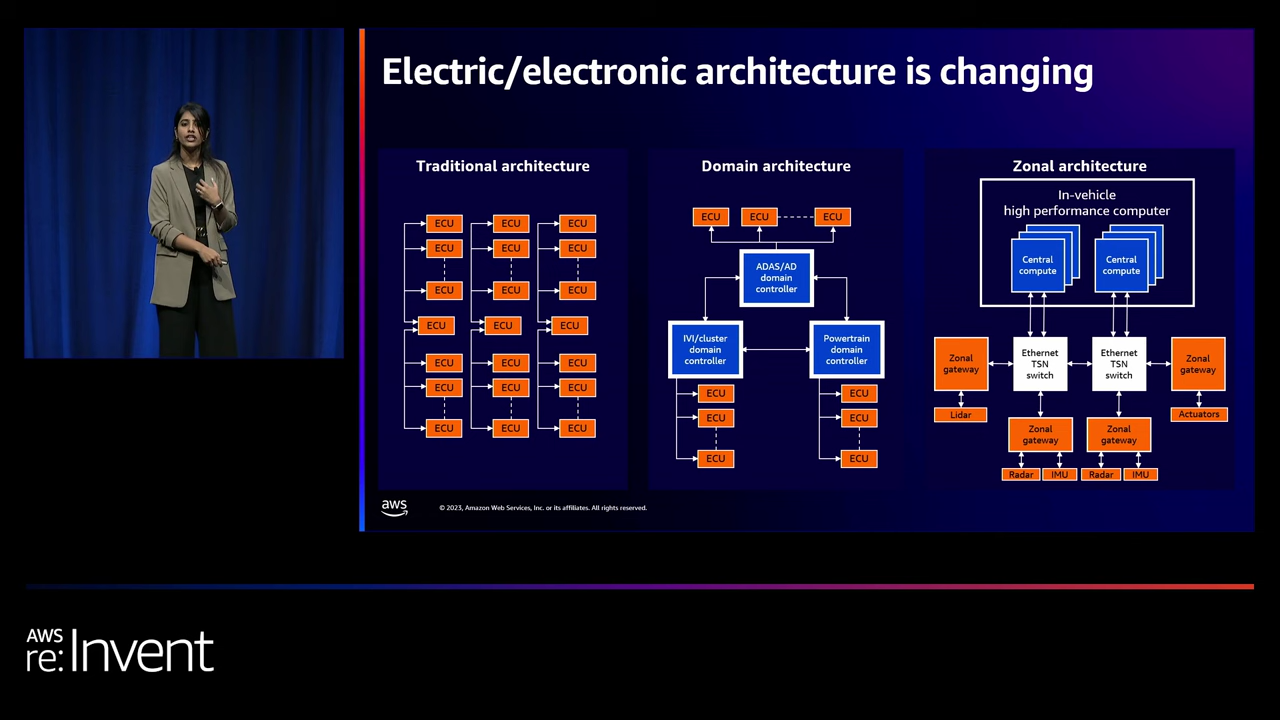 Electric/electronic architecture is changing
Traditional architecture
ECU ECU ECU
ECU ECU ECU
ECU ECU ECU
ECU ECU ECU
ECU ECU ECU
ECU ECU ECU
ECU ECU ECU
Domain architecture
ECU ECU ECU
ADAS/AD
domain
controller
IVI/cluster
domain
controller
Powertrain
domain
controller
ECU ECU
ECU ECU
ECU ECU
Zonal architecture
In-vehicle
high performance computer
Central
compute
Central
compute
Zonal
gateway
Ethernet
TSN
switch
Ethernet
TSN
switch
Zonal
gateway
Lidar
Actuators
Zonal
gateway
Zonal
gateway
Radar IMU Radar IMU
aws
© 2023, Amazon Web Services, Inc. or its affiliates. All rights reserved.
AWS
re:Invent